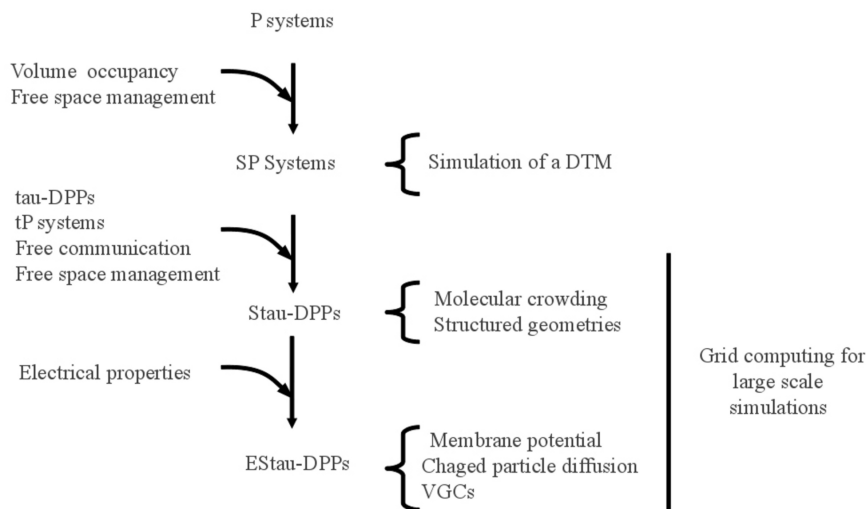 P systems
Volume occupancy
Free space management
SP Systems
Simulation of a DTM
tau-DPPs
tP systems
Free communication
Free space management
Stau-DPPs
Molecular crowding
Structured geometries
Grid computing for
large scale
simulations
Electrical properties
EStau-DPPs
Membrane potential
Chaged particle diffusion
VGCs